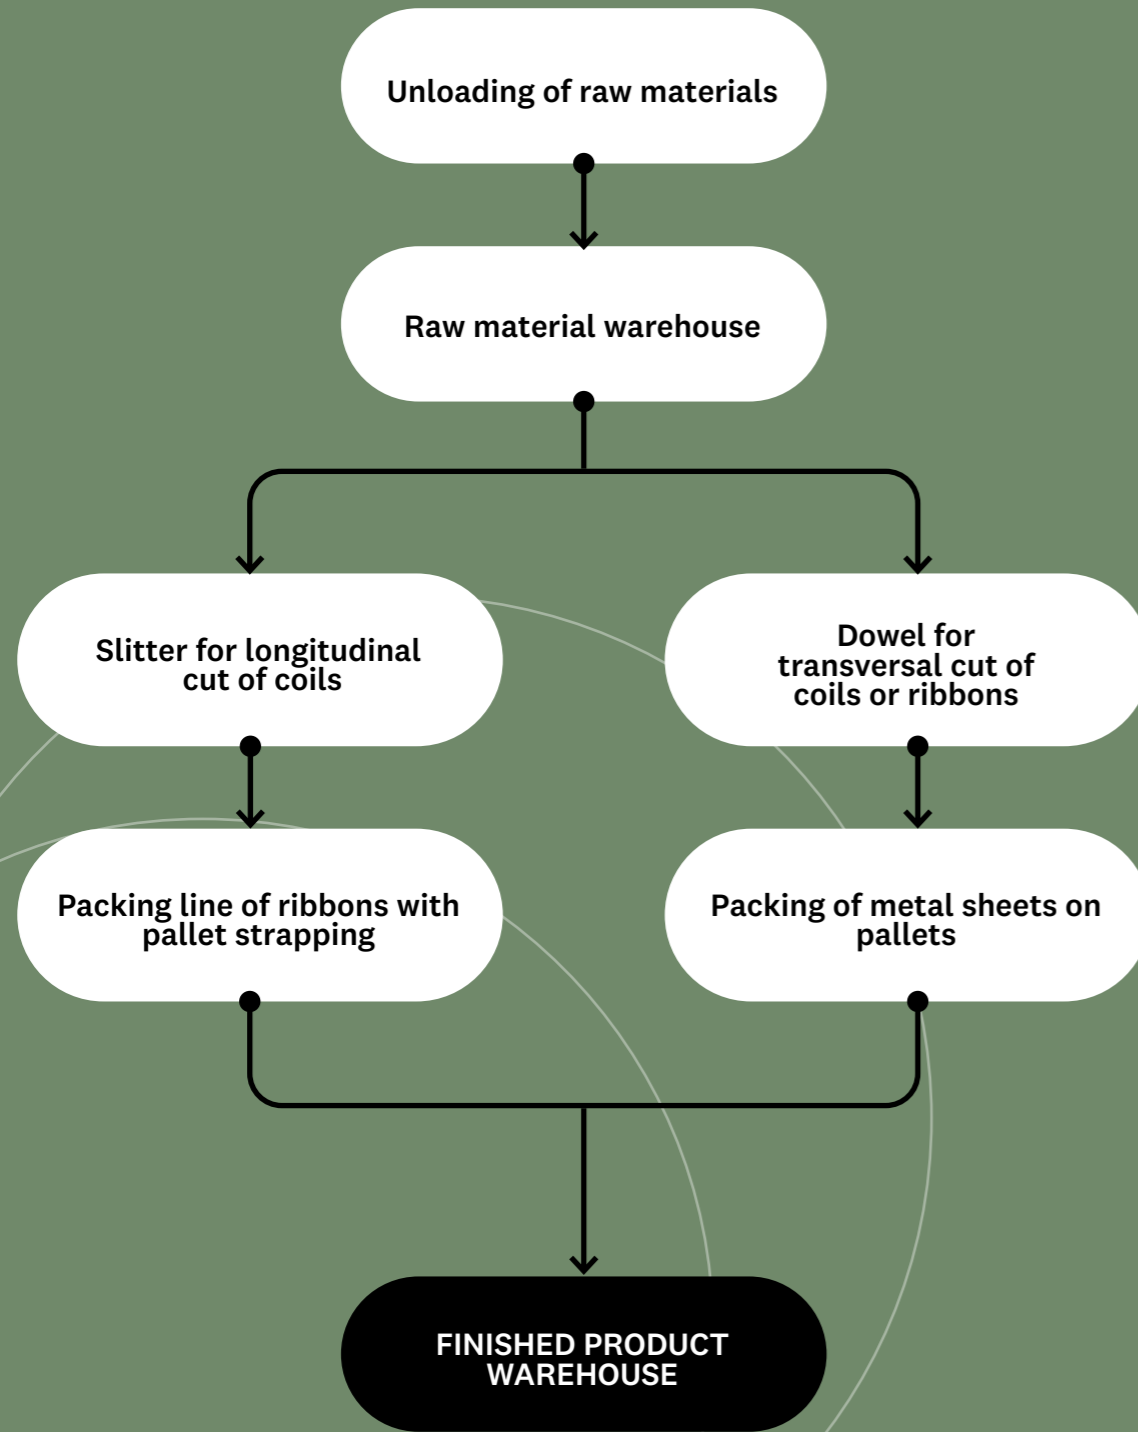 Unloading of raw materials
Raw material warehouse
Slitter for longitudinal
cut of coils
Dowel for
transversal cut of
coils or ribbons
Packing line of ribbons with
pallet strapping
Packing of metal sheets on
pallets
FINISHED PRODUCT
WAREHOUSE